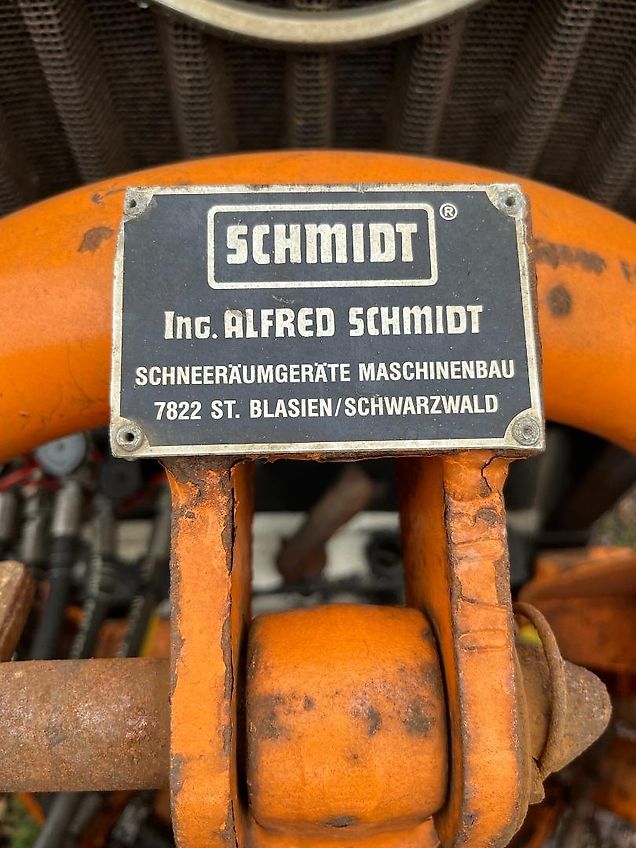 SCHMIDT ®
Ing. ALFRED SCHMIDT
SCHNEERÄUMGERÄTE MASCHINENBAU
7822 ST. BLASIEN/SCHWARZWALD